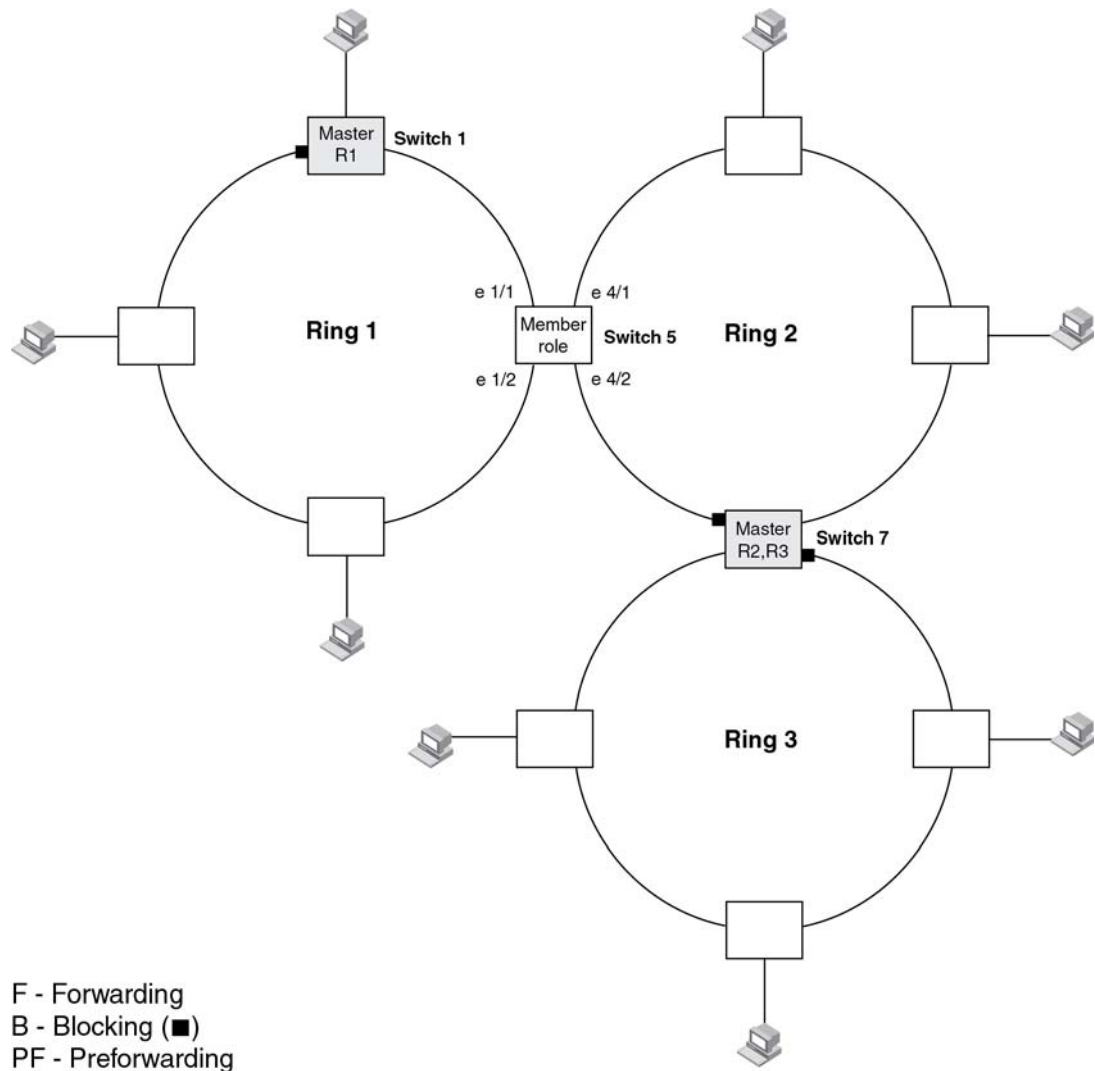 Master
R1
Switch 1
e 1/1
e 4/1
Ring 1
Member
role
Switch 5
Ring 2
e 1/2
e 4/2
Master
R2,R3
Switch 7
Ring 3
F - Forwarding
B - Blocking (■)
PF - Preforwarding